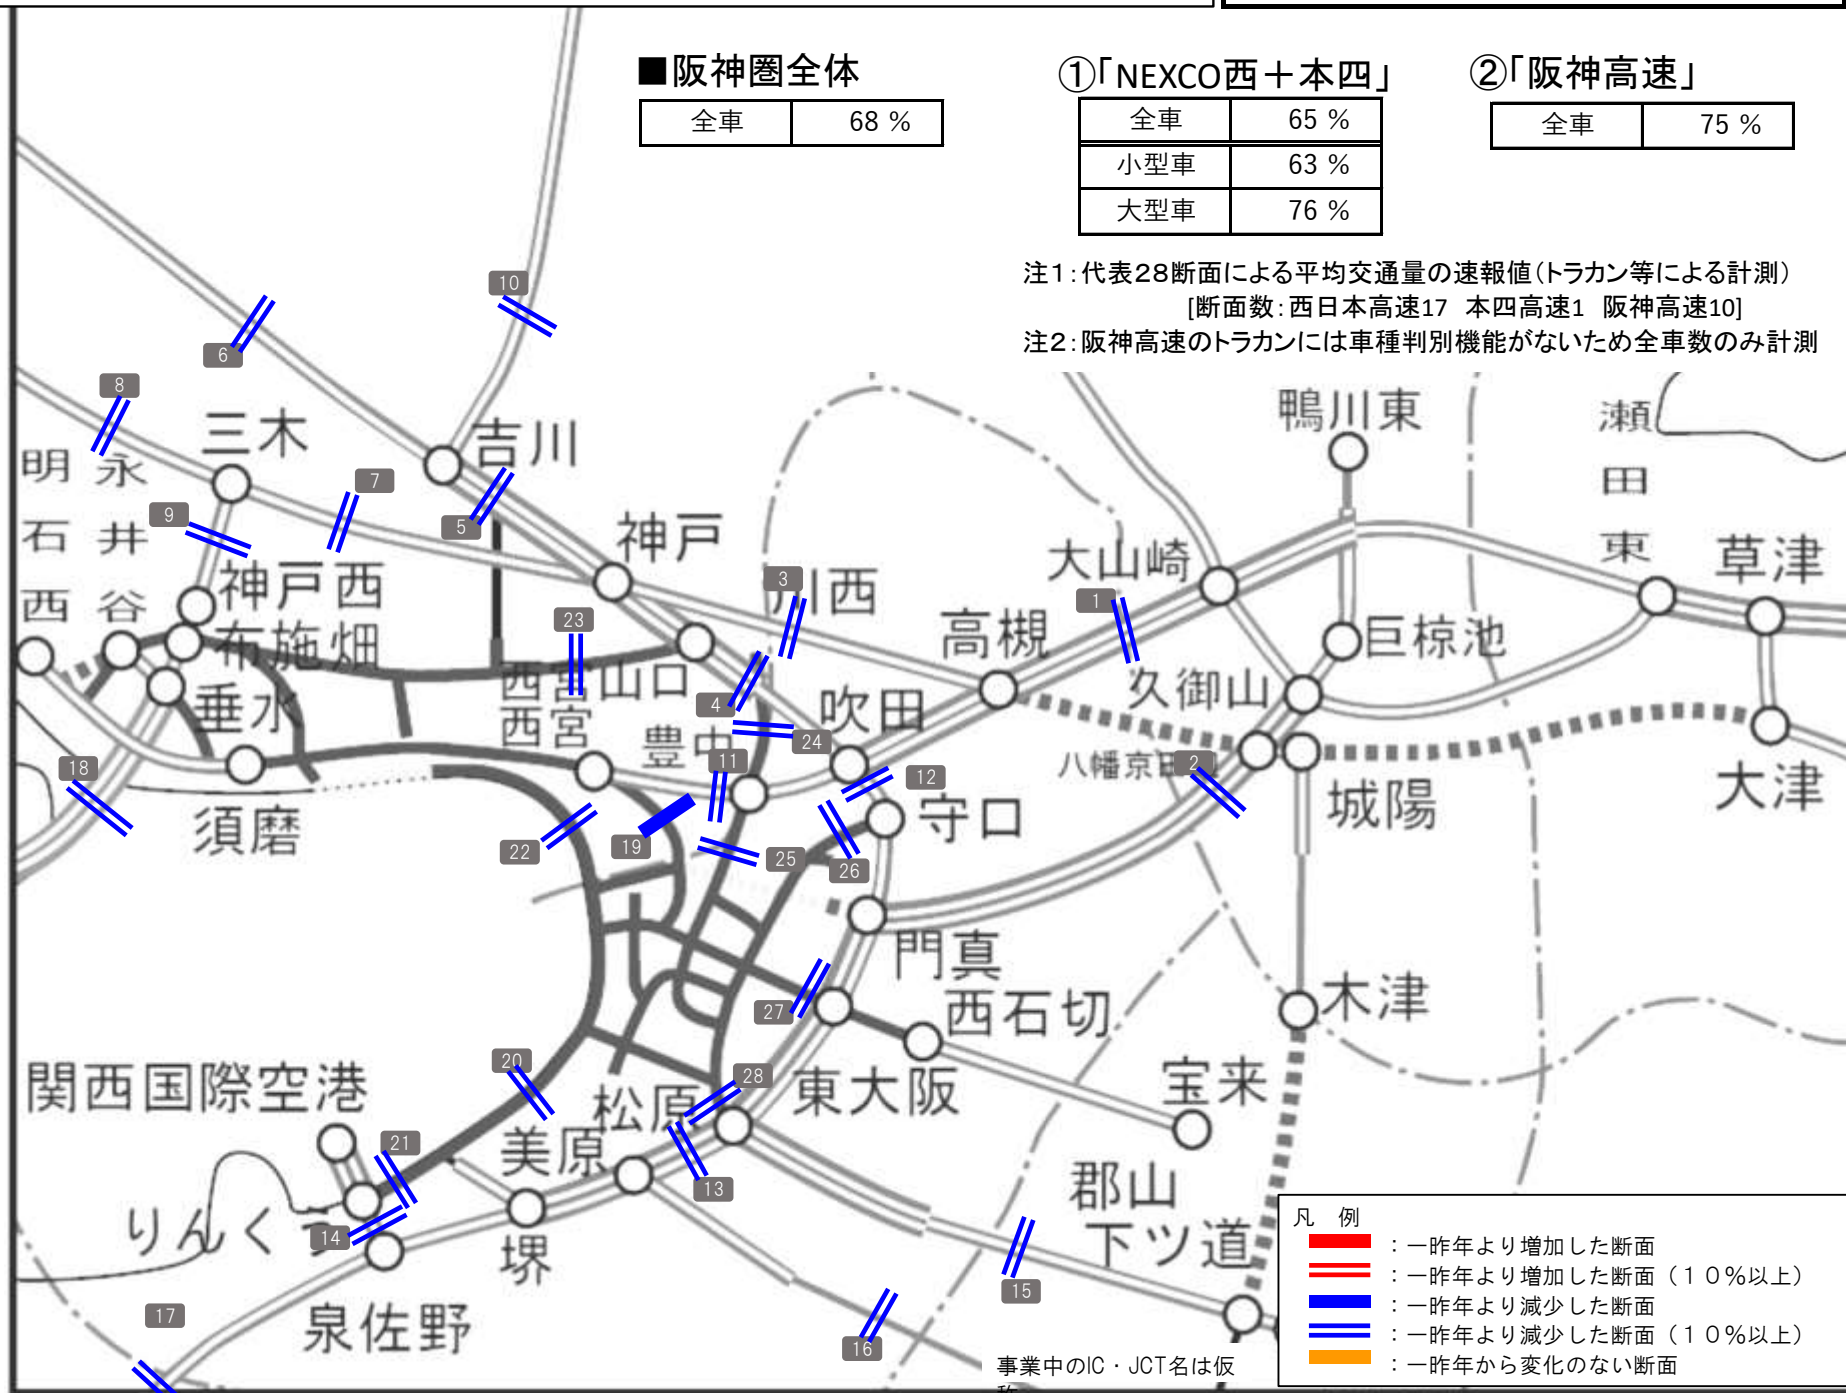 ■阪神圏全体
全車 68 %
①「NEXCO西＋本四」
全車 65 %
小型車 63 %
大型車 76 %
②「阪神高速」
全車 75 %
注１：代表２８断面による平均交通量の速報値（トラカン等による計測）
[断面数：西日本高速17 本四高速1 阪神高速10]
注２：阪神高速のトラカンには車種判別機能がないため全車数のみ計測
10
6
8
三木
吉川
鴨川東
瀬田東
明石西
永井谷
7
9
5
神戸
神戸西
布施畑
3
川西
大山崎
草津
1
23
高槻
巨椋池
垂水
西宮山口
西宮
4
吹田
久御山
24
豊中
11
12
八幡京田
2
18
須磨
守口
城陽
大津
22
19
25
26
門真
27
西石切
木津
関西国際空港
20
松原
28
東大阪
宝来
21
美原
13
郡山
下ツ道
りんくう
14
堺
15
17
泉佐野
16
事業中のIC・JCT名は仮
凡 例
：一昨年より増加した断面
：一昨年より増加した断面（１０％以上）
：一昨年より減少した断面
：一昨年より減少した断面（１０％以上）
：一昨年から変化のない断面